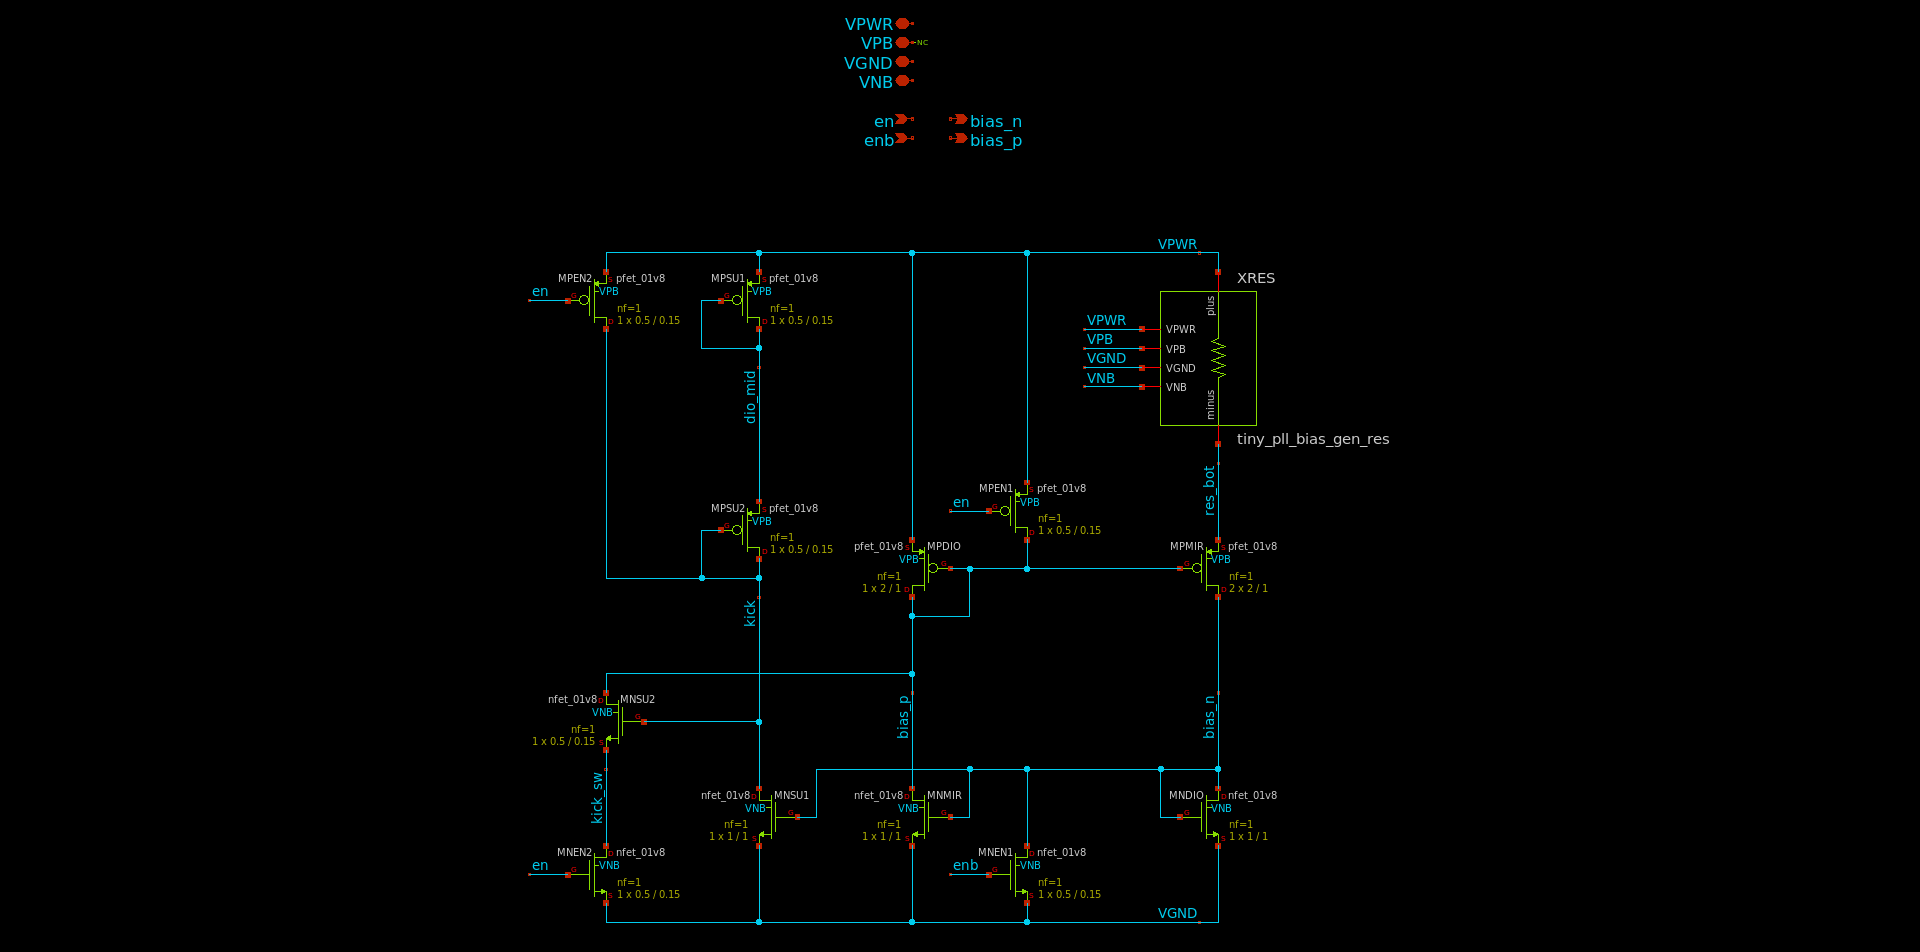 VPWR
VPB
NC
VGND
VNB
en
bias_n
enb
bias_p
VPWR
MPEN2
pfet_01v8
en
VPB
nf=1
1 x 0.5 / 0.15
MPSU1
pfet_01v8
VPB
nf=1
1 x 0.5 / 0.15
XRES
plus
VPWR
VPWR
VPB
VPB
VGND
VGND
VNB
VNB
minus
tiny_pll_bias_gen_res
dio_mid
res_bot
MPSU2
pfet_01v8
VPB
nf=1
1 x 0.5 / 0.15
MPEN1
pfet_01v8
en
VPB
nf=1
1 x 0.5 / 0.15
pfet_01v8
MPDIO
VPB
nf=1
1 x 2 / 1
MPMIR
pfet_01v8
VPB
nf=1
2 x 2 / 1
kick
nfet_01v8
MNSU2
VNB
nf=1
1 x 0.5 / 0.15
bias_p
bias_n
kick_sw
nfet_01v8
MNSU1
VNB
nf=1
1 x 1 / 1
nfet_01v8
MNMIR
VNB
nf=1
1 x 1 / 1
MNDIO
nfet_01v8
VNB
nf=1
1 x 1 / 1
MNEN2
nfet_01v8
en
VNB
nf=1
1 x 0.5 / 0.15
MNEN1
nfet_01v8
enb
VNB
nf=1
1 x 0.5 / 0.15
VGND